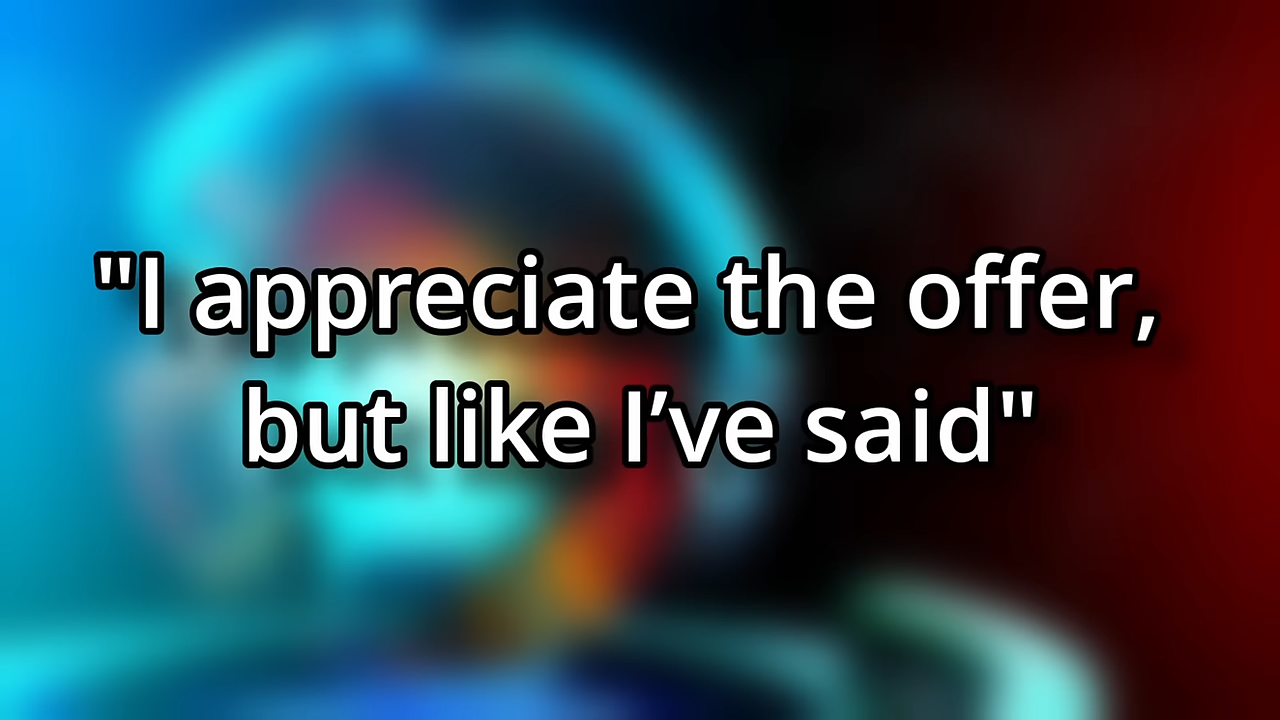 "I appreciate the offer,
but like I’ve said"